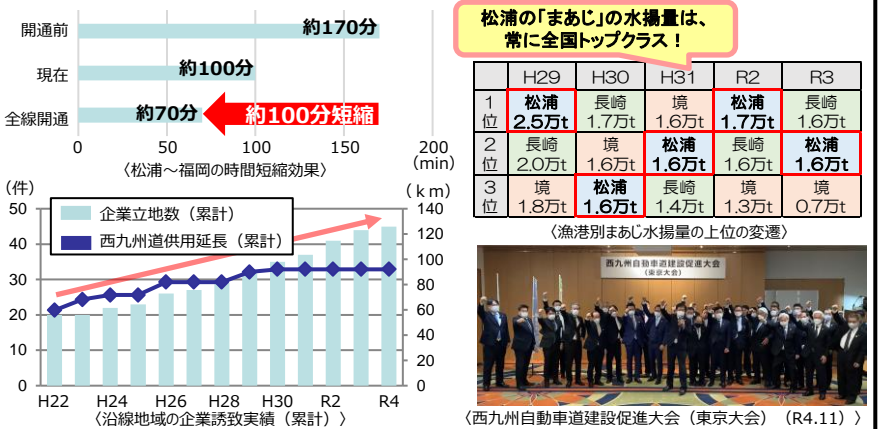 開通前
約170分
現在
約100分
全線開通
約70分
約100分短縮
0 50 100 150 200
(min)
〈松浦～福岡の時間短縮効果〉
(件)
(km)
企業立地数（累計）
西九州道供用延長（累計）
50
40
30
20
10
0
140
120
100
80
60
40
20
0
H22 H24 H26 H28 H30 R2 R4
〈沿線地域の企業誘致実績（累計）〉
松浦の「まあじ」の水揚量は、
常に全国トップクラス！
H29 H30 H31 R2 R3
1位 松浦 2.5万t 長崎 1.7万t 境 1.6万t 松浦 1.7万t 長崎 1.6万t
2位 長崎 2.0万t 境 1.6万t 松浦 1.6万t 長崎 1.6万t 松浦 1.6万t
3位 境 1.8万t 松浦 1.6万t 長崎 1.4万t 境 1.3万t 境 0.7万t
〈漁港別まあじ水揚量の上位の変遷〉
西九州自動車道建設促進大会
（東京大会）
〈西九州自動車道建設促進大会（東京大会）（R4.11）〉